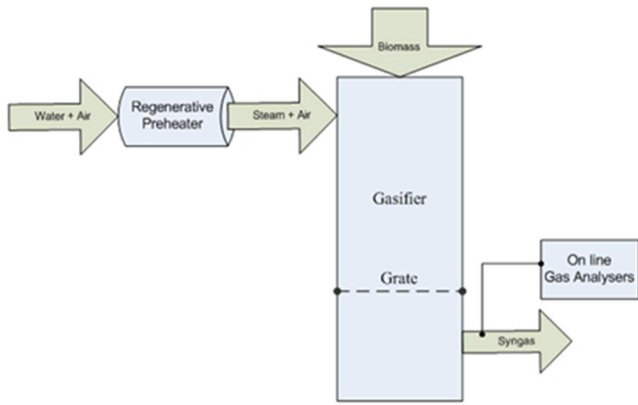 Biomass
Water + Air
Regenerative
Preheater
Steam + Air
Gasifier
Grate
On line
Gas Analysers
Syngas